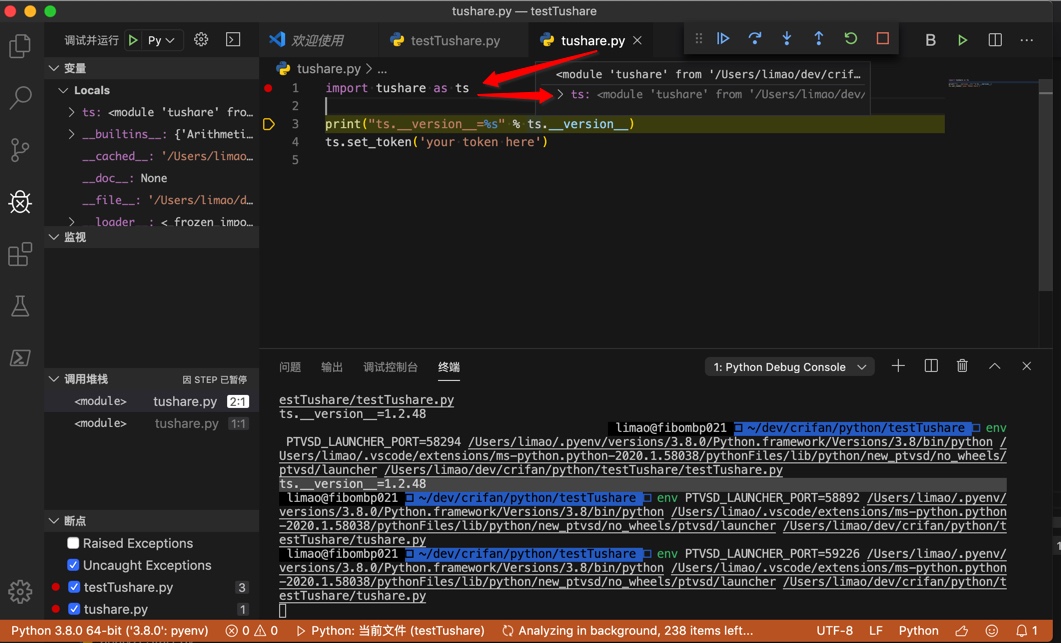 tushare.py — testTushare
调试并运行 Py
欢迎使用
testTushare.py
tushare.py
B
变量
Locals
ts: <module 'tushare' fro…
__builtins__: {'Arithmeti…
__cached__: '/Users/limao…
__doc__: None
__file__: '/Users/limao/d…
__loader__: <_frozen_impo…
监视
调用堆栈
因 STEP 已暂停
<module> tushare.py 2:1
<module> tushare.py 1:1
断点
Raised Exceptions
Uncaught Exceptions
testTushare.py 3
tushare.py 1
tushare.py > ...
1 import tushare as ts
2
3 print("ts.__version__=%s" % ts.__version__)
4 ts.set_token('your token here')
5
<module 'tushare' from '/Users/limao/dev/crif…
ts: <module 'tushare' from '/Users/limao/dev/
问题 输出 调试控制台 终端
1: Python Debug Console
estTushare/testTushare.py
ts.__version__=1.2.48
limao@fibombp021 ~/dev/crifan/python/testTushare env
PTVSD_LAUNCHER_PORT=58294 /Users/limao/.pyenv/versions/3.8.0/Python.framework/Versions/3.8/bin/python /
Users/limao/.vscode/extensions/ms-python.python-2020.1.58038/pythonFiles/lib/python/new_ptvsd/no_wheels/
ptvsd/launcher /Users/limao/dev/crifan/python/testTushare/testTushare.py
ts.__version__=1.2.48
limao@fibombp021 ~/dev/crifan/python/testTushare env PTVSD_LAUNCHER_PORT=58892 /Users/limao/.pyenv/
versions/3.8.0/Python.framework/Versions/3.8/bin/python /Users/limao/.vscode/extensions/ms-python.python
-2020.1.58038/pythonFiles/lib/python/new_ptvsd/no_wheels/ptvsd/launcher /Users/limao/dev/crifan/python/t
estTushare/tushare.py
limao@fibombp021 ~/dev/crifan/python/testTushare env PTVSD_LAUNCHER_PORT=59226 /Users/limao/.pyenv/
versions/3.8.0/Python.framework/Versions/3.8/bin/python /Users/limao/.vscode/extensions/ms-python.python
-2020.1.58038/pythonFiles/lib/python/new_ptvsd/no_wheels/ptvsd/launcher /Users/limao/dev/crifan/python/t
estTushare/tushare.py
Python 3.8.0 64-bit ('3.8.0': pyenv) 0 0 Python: 当前文件 (testTushare) Analyzing in background, 238 items left... UTF-8 LF Python 1